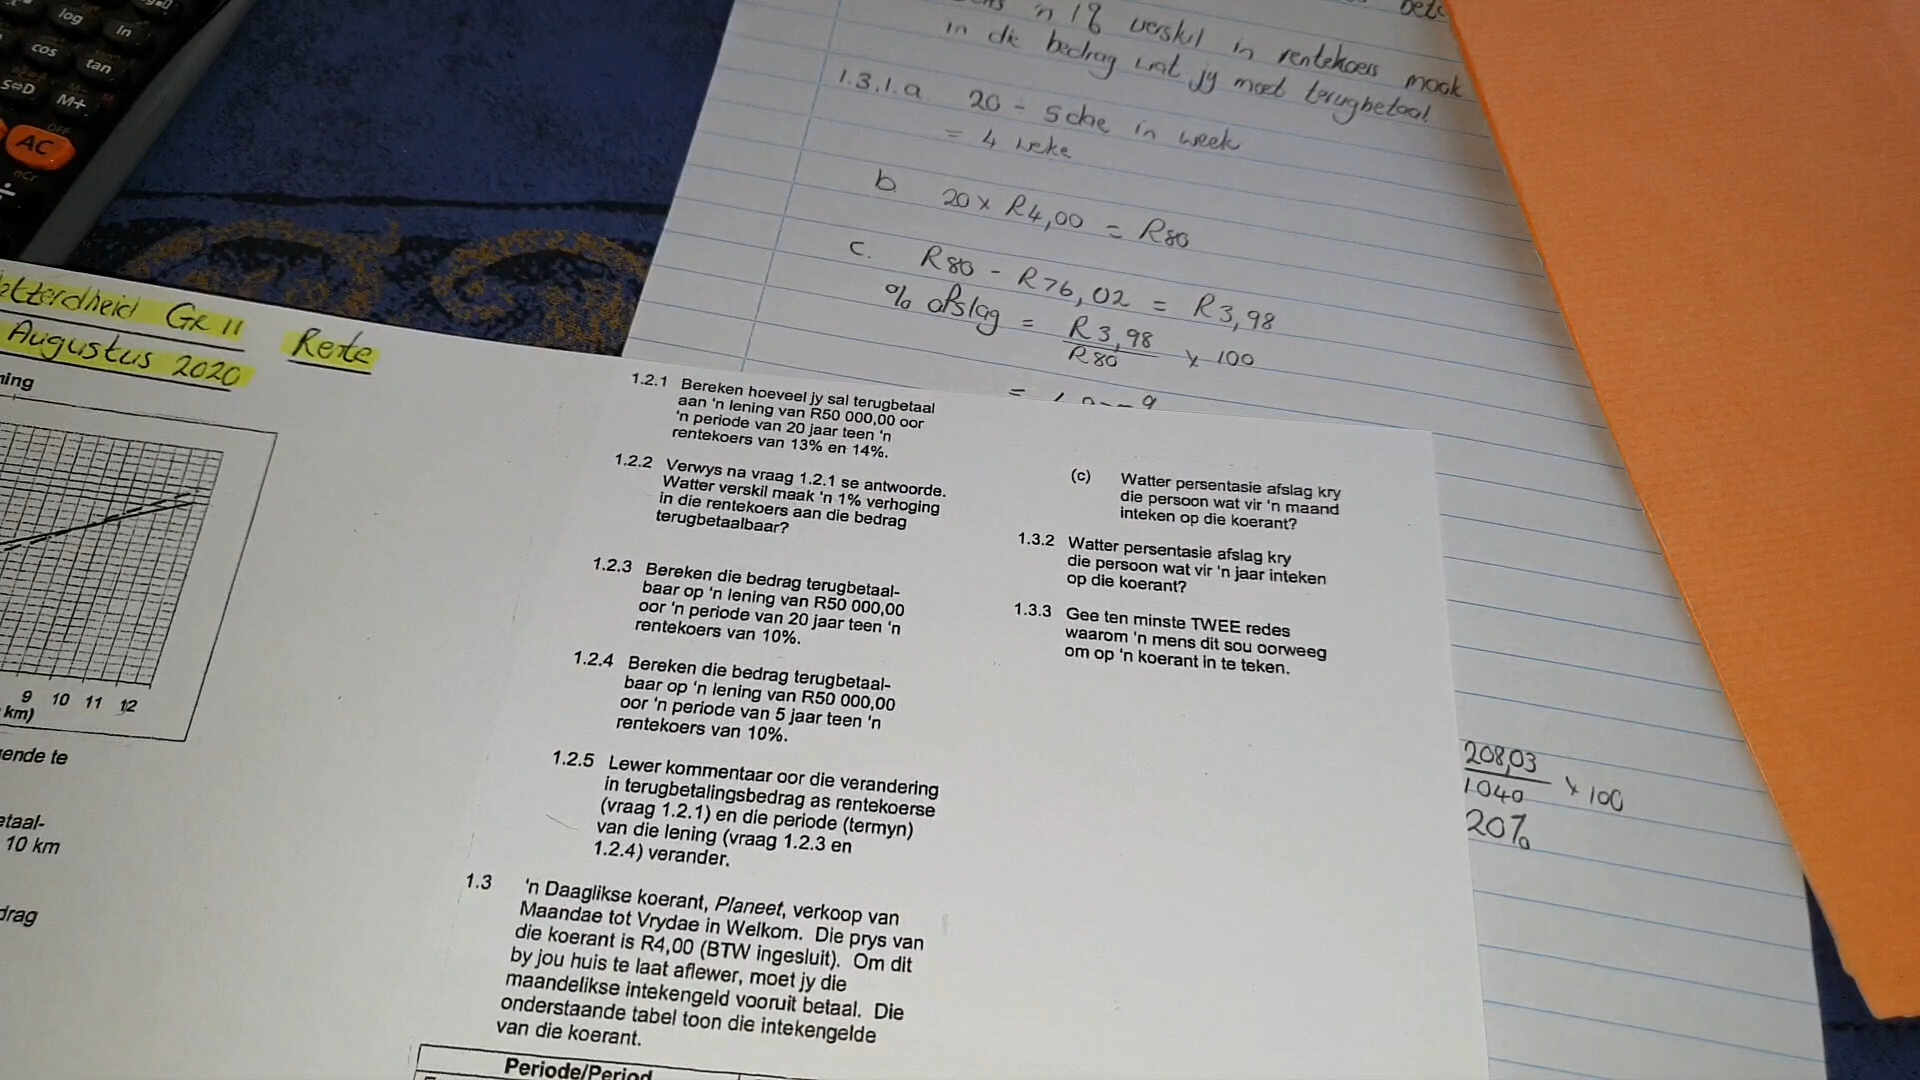 log
ln
cos
tan
S⇔D
M+
OFF
AC
nCr
÷
'n 1% verskil in rentekoers maak
in die bedrag wat jy moet terugbetaal
1.3.1.a. 20 ÷ 5 dae in week
= 4 weke
b 20 x R4,00 = R80
c. R80 - R76,02 = R3,98
% afslag = R3,98
R80 x 100
=
208,03
1040 x 100
20%
Gr 11 Rente
Augustus 2020
ning
9 10 11 12
km)
ende te
etaal-
10 km
drag
1.2.1 Bereken hoeveel jy sal terugbetaal
aan 'n lening van R50 000,00 oor
'n periode van 20 jaar teen 'n
rentekoers van 13% en 14%.
1.2.2 Verwys na vraag 1.2.1 se antwoorde.
Watter verskil maak 'n 1% verhoging
in die rentekoers aan die bedrag
terugbetaalbaar?
1.2.3 Bereken die bedrag terugbetaal-
baar op 'n lening van R50 000,00
oor 'n periode van 20 jaar teen 'n
rentekoers van 10%.
1.2.4 Bereken die bedrag terugbetaal-
baar op 'n lening van R50 000,00
oor 'n periode van 5 jaar teen 'n
rentekoers van 10%.
1.2.5 Lewer kommentaar oor die verandering
in terugbetalingsbedrag as rentekoerse
(vraag 1.2.1) en die periode (termyn)
van die lening (vraag 1.2.3 en
1.2.4) verander.
1.3 'n Daaglikse koerant, Planeet, verkoop van
Maandae tot Vrydae in Welkom. Die prys van
die koerant is R4,00 (BTW ingesluit). Om dit
by jou huis te laat aflewer, moet jy die
maandelikse intekengeld vooruit betaal. Die
onderstaande tabel toon die intekengelde
van die koerant.
Periode/Period
(c) Watter persentasie afslag kry
die persoon wat vir 'n maand
inteken op die koerant?
1.3.2 Watter persentasie afslag kry
die persoon wat vir 'n jaar inteken
op die koerant?
1.3.3 Gee ten minste TWEE redes
waarom 'n mens dit sou oorweeg
om op 'n koerant in te teken.